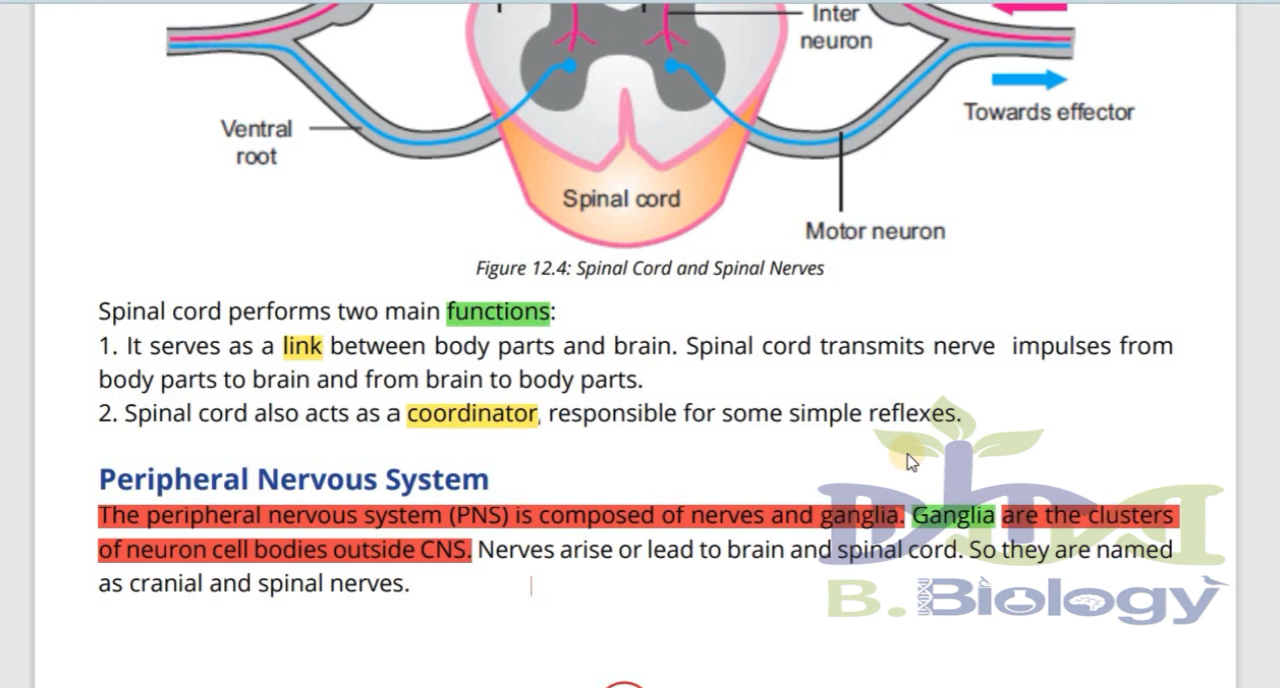 Inter
neuron
Towards effector
Ventral
root
Spinal cord
Motor neuron
Figure 12.4: Spinal Cord and Spinal Nerves
Spinal cord performs two main functions:
1. It serves as a link between body parts and brain. Spinal cord transmits nerve impulses from
body parts to brain and from brain to body parts.
2. Spinal cord also acts as a coordinator, responsible for some simple reflexes.
Peripheral Nervous System
The peripheral nervous system (PNS) is composed of nerves and ganglia. Ganglia are the clusters
of neuron cell bodies outside CNS. Nerves arise or lead to brain and spinal cord. So they are named
as cranial and spinal nerves.
B.Biology